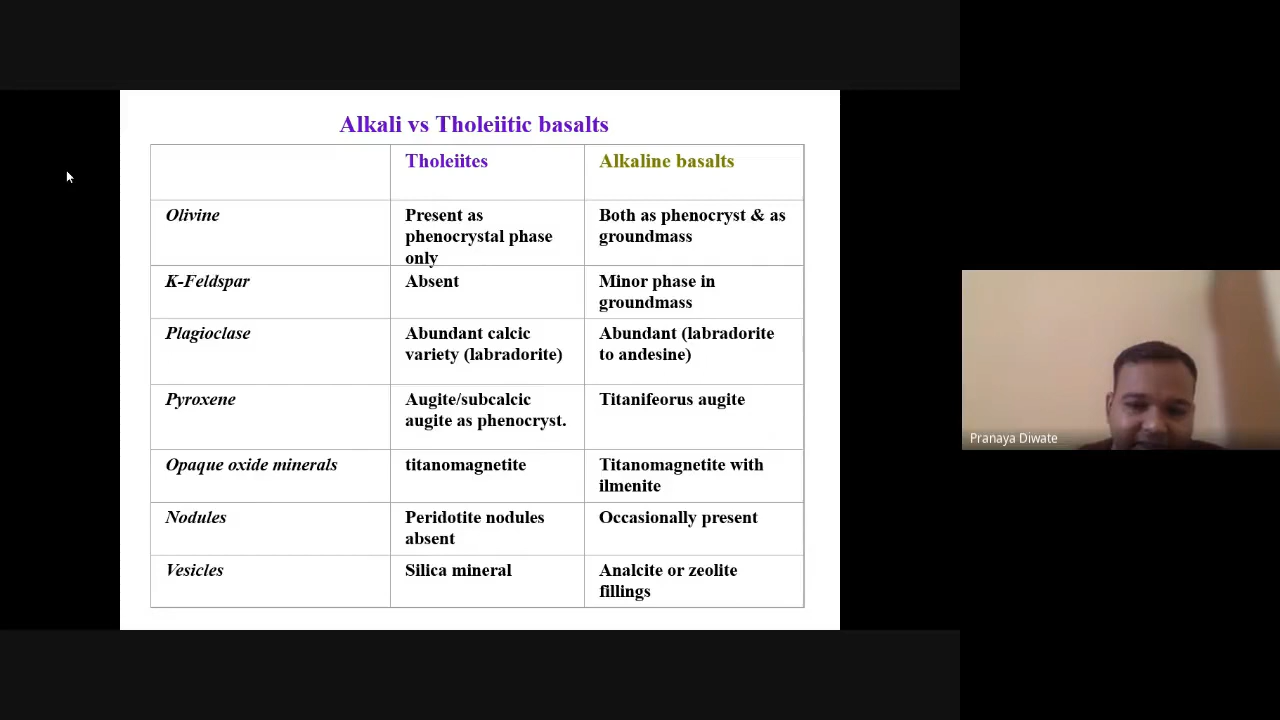 Alkali vs Tholeiitic basalts
Tholeiites
Alkaline basalts
Olivine
Present as
phenocrystal phase
only
Both as phenocryst & as
groundmass
K-Feldspar
Absent
Minor phase in
groundmass
Plagioclase
Abundant calcic
variety (labradorite)
Abundant (labradorite
to andesine)
Pyroxene
Augite/subcalcic
augite as phenocryst.
Titanifeorus augite
Opaque oxide minerals
titanomagnetite
Titanomagnetite with
ilmenite
Nodules
Peridotite nodules
absent
Occasionally present
Vesicles
Silica mineral
Analcite or zeolite
fillings
Pranaya Diwate